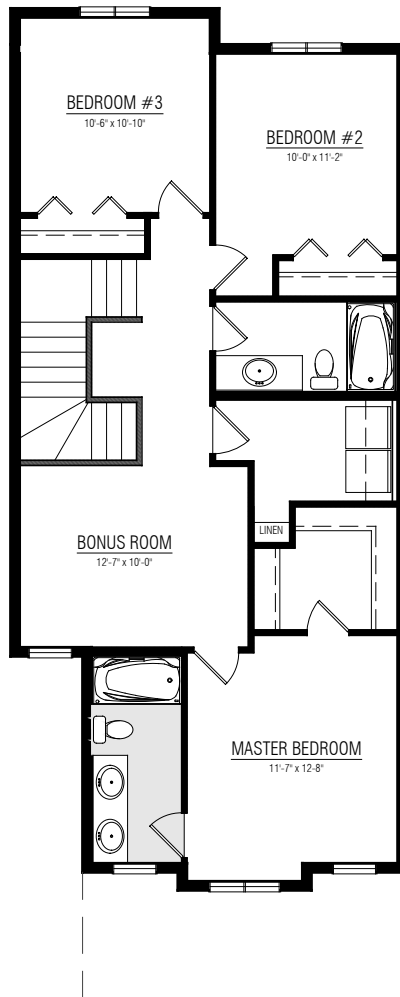 BEDROOM #3
10'-6" x 10'-10"
BEDROOM #2
10'-0" x 11'-2"
LINEN
BONUS ROOM
12'-7" x 10'-0"
MASTER BEDROOM
11'-7" x 12'-8"